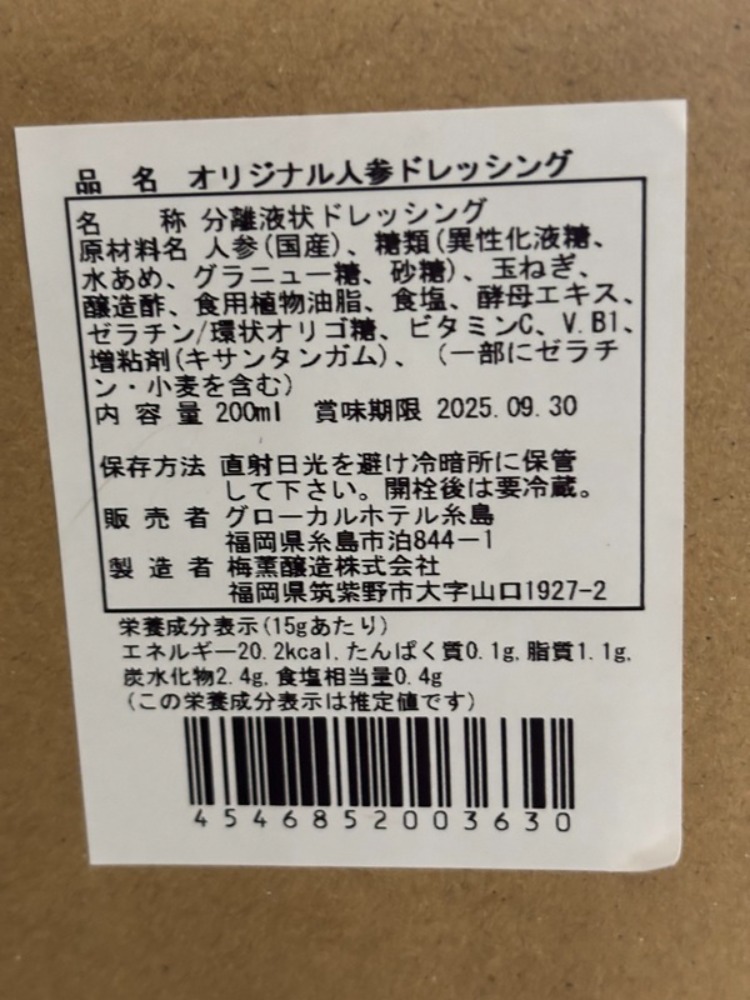 品 名 オリジナル人参ドレッシング
名 称 分離液状ドレッシング
原材料名 人参(国産)、糖類(異性化液糖、
水あめ、グラニュー糖、砂糖)、玉ねぎ、
醸造酢、食用植物油脂、食塩、酵母エキス、
ゼラチン/環状オリゴ糖、ビタミンC、V.B1、
増粘剤(キサンタンガム)、(一部にゼラチ
ン・小麦を含む)
内 容 量 200ml 賞味期限 2025.09.30
保存方法 直射日光を避け冷暗所に保管
して下さい。開栓後は要冷蔵。
販 売 者 グローカルホテル糸島
福岡県糸島市泊844－1
製 造 者 梅薫醸造株式会社
福岡県筑紫野市大字山口1927-2
栄養成分表示(15gあたり)
エネルギー20.2kcal,たんぱく質0.1g,脂質1.1g,
炭水化物2.4g,食塩相当量0.4g
(この栄養成分表示は推定値です)
4546852003630